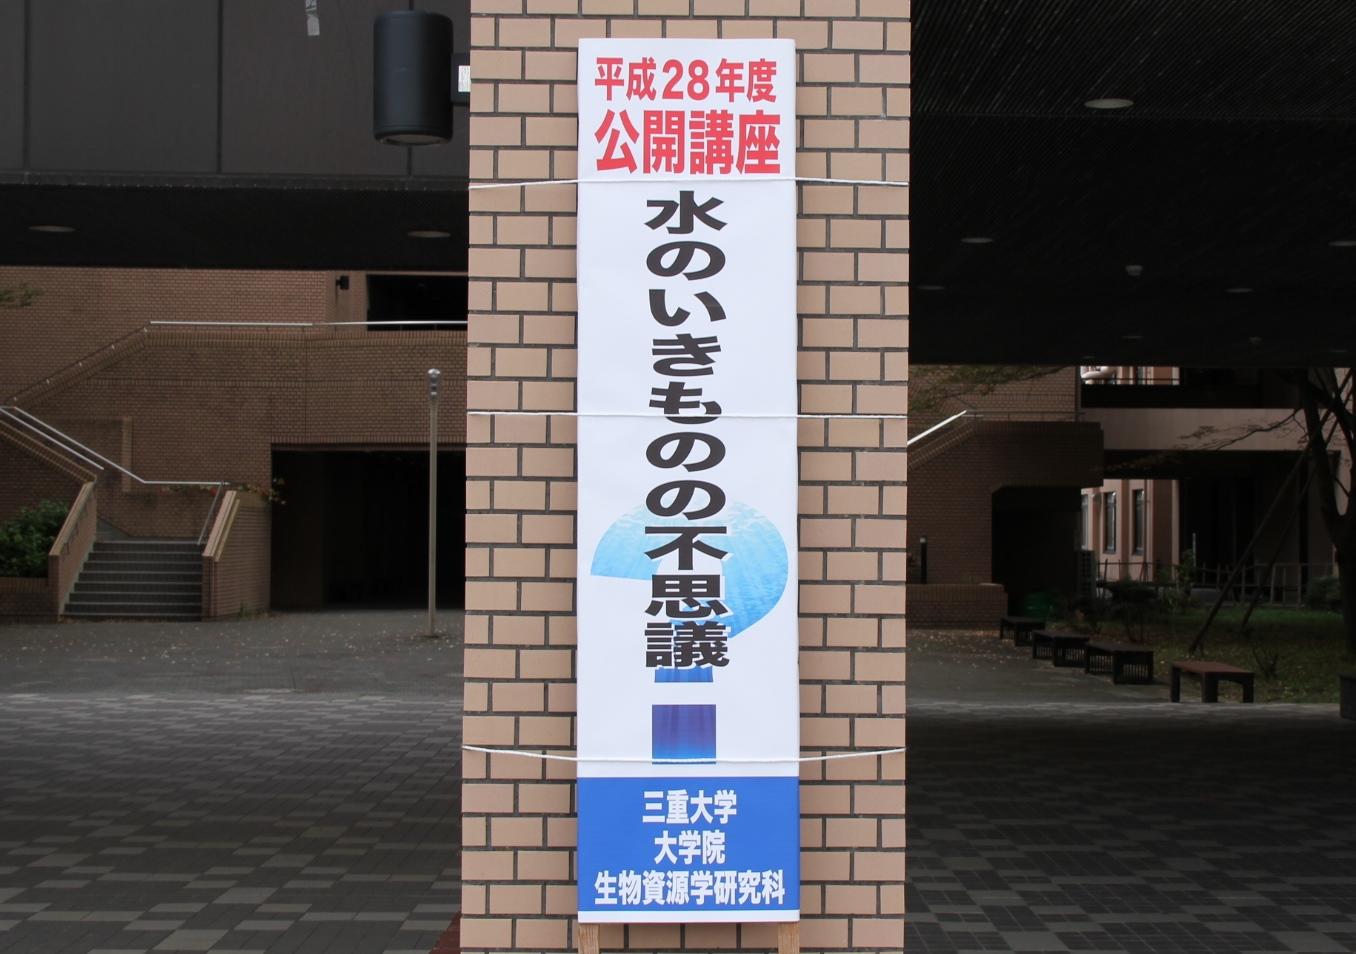 平成28年度
公開講座
水のいきものの不思議
三重大学
大学院
生物資源学研究科